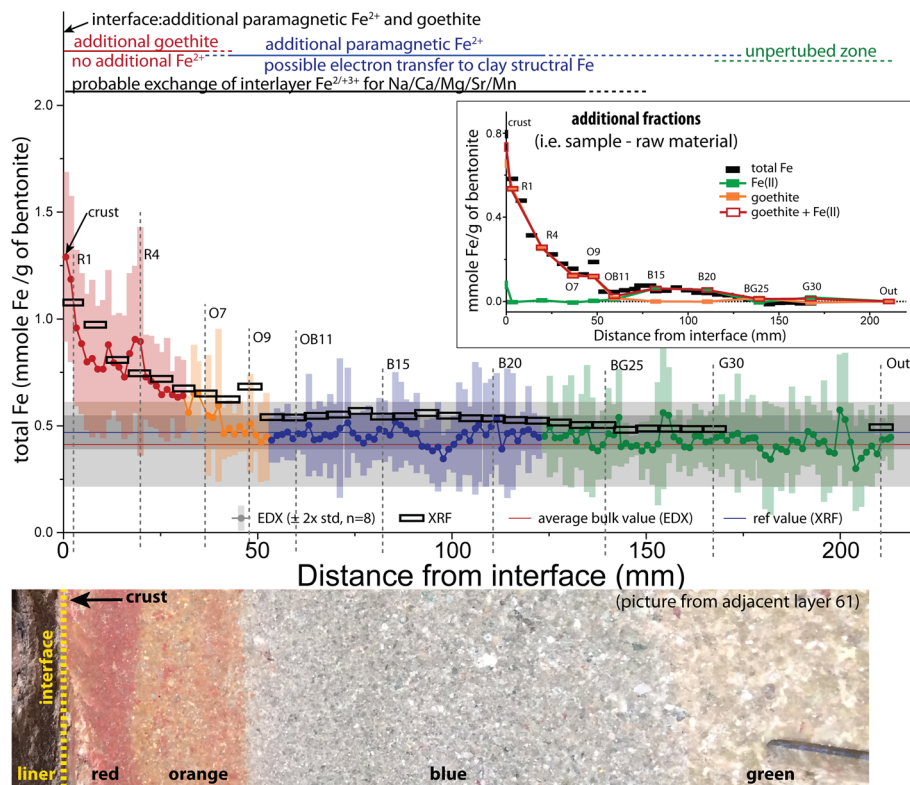 interface:additional paramagnetic Fe²⁺ and goethite
additional goethite
additional paramagnetic Fe²⁺
no additional Fe²⁺
possible electron transfer to clay structral Fe
unpertubed zone
probable exchange of interlayer Fe²/⁺³⁺ for Na/Ca/Mg/Sr/Mn
total Fe (mmole Fe/g of bentonite)
2.0
1.5
1.0
0.5
0.0
crust
R1
R4
O7
O9
OB11
B15
B20
BG25
G30
Out
additional fractions
(i.e. sample - raw material)
mmole Fe/g of bentonite
0.8
0.4
0.0
crust
R1
R4
O7
O9
OB11
B15
B20
BG25
G30
Out
total Fe
Fe(II)
goethite
goethite + Fe(II)
0 50 100 150 200
Distance from interface (mm)
EDX (± 2x std, n=8)
XRF
average bulk value (EDX)
ref value (XRF)
0 50 100 150 200
Distance from interface (mm)
crust
(picture from adjacent layer 61)
interface
liner
red
orange
blue
green